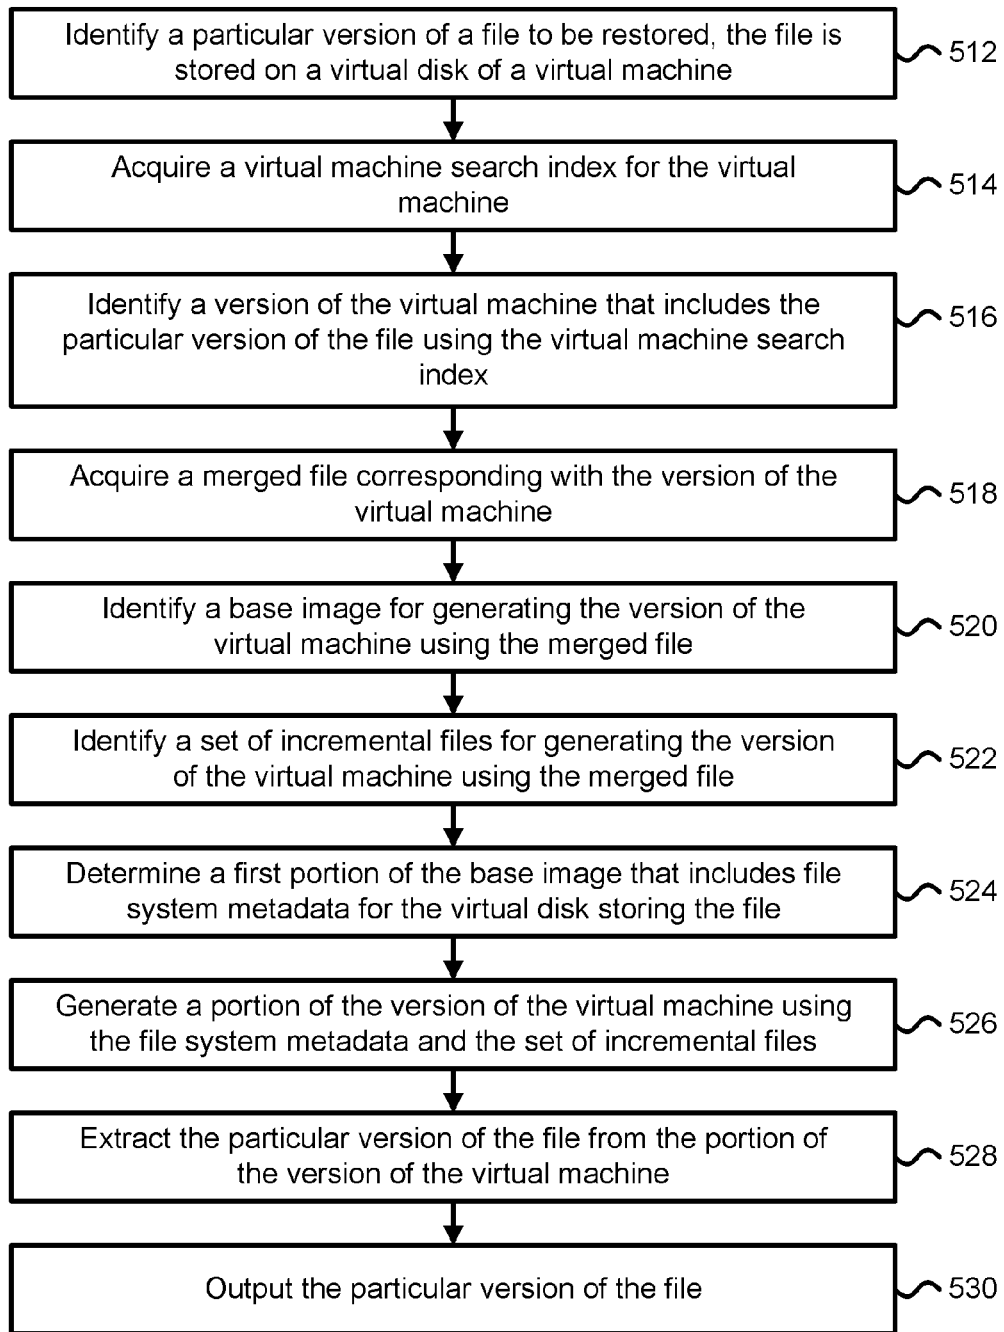 Identify a particular version of a file to be restored, the file is
stored on a virtual disk of a virtual machine
512
Acquire a virtual machine search index for the virtual
machine
514
Identify a version of the virtual machine that includes the
particular version of the file using the virtual machine search
index
516
Acquire a merged file corresponding with the version of the
virtual machine
518
Identify a base image for generating the version of the
virtual machine using the merged file
520
Identify a set of incremental files for generating the version
of the virtual machine using the merged file
522
Determine a first portion of the base image that includes file
system metadata for the virtual disk storing the file
524
Generate a portion of the version of the virtual machine using
the file system metadata and the set of incremental files
526
Extract the particular version of the file from the portion of
the version of the virtual machine
528
Output the particular version of the file
530